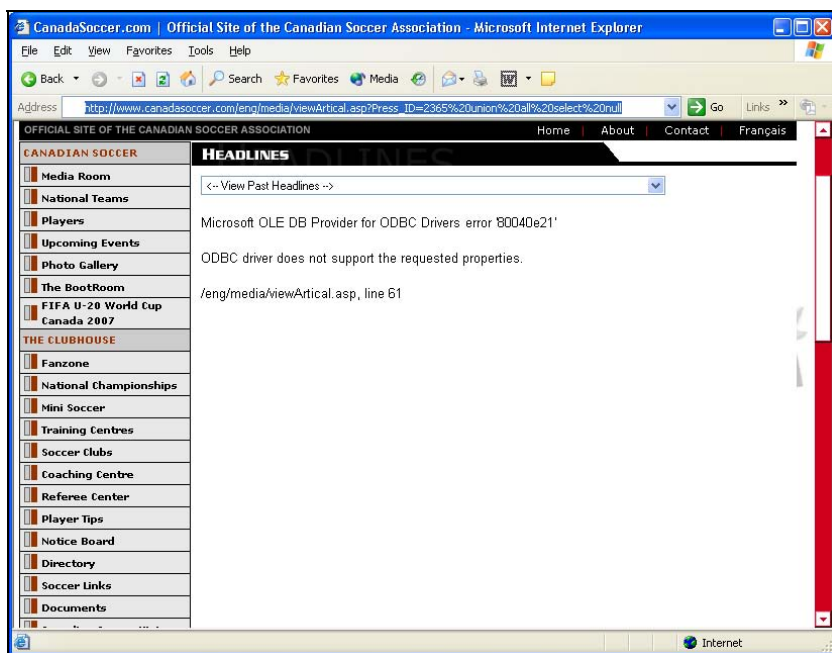 CanadaSoccer.com | Official Site of the Canadian Soccer Association - Microsoft Internet Explorer
File Edit View Favorites Tools Help
Back Search Favorites Media
Address http://www.canadasoccer.com/eng/media/viewArtical.asp?Press_ID=2365%20union%20all%20select%20null Go Links »
OFFICIAL SITE OF THE CANADIAN SOCCER ASSOCIATION Home | About | Contact | Français
CANADIAN SOCCER
HEADLINES
Media Room
<-- View Past Headlines -->
National Teams
Players
Microsoft OLE DB Provider for ODBC Drivers error '80040e21'
Upcoming Events
Photo Gallery
ODBC driver does not support the requested properties.
The BootRoom
/eng/media/viewArtical.asp, line 61
FIFA U-20 World Cup
Canada 2007
THE CLUBHOUSE
Fanzone
National Championships
Mini Soccer
Training Centres
Soccer Clubs
Coaching Centre
Referee Center
Player Tips
Notice Board
Directory
Soccer Links
Documents
Internet